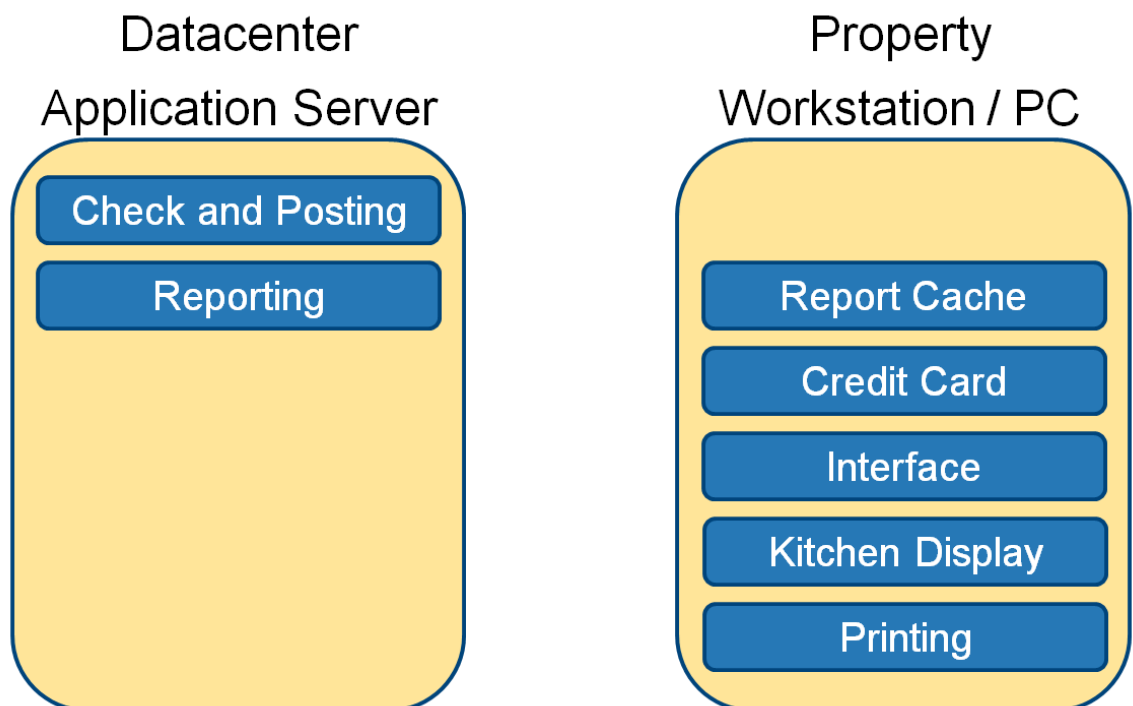 Datacenter
Application Server
Check and Posting
Reporting
Property
Workstation / PC
Report Cache
Credit Card
Interface
Kitchen Display
Printing